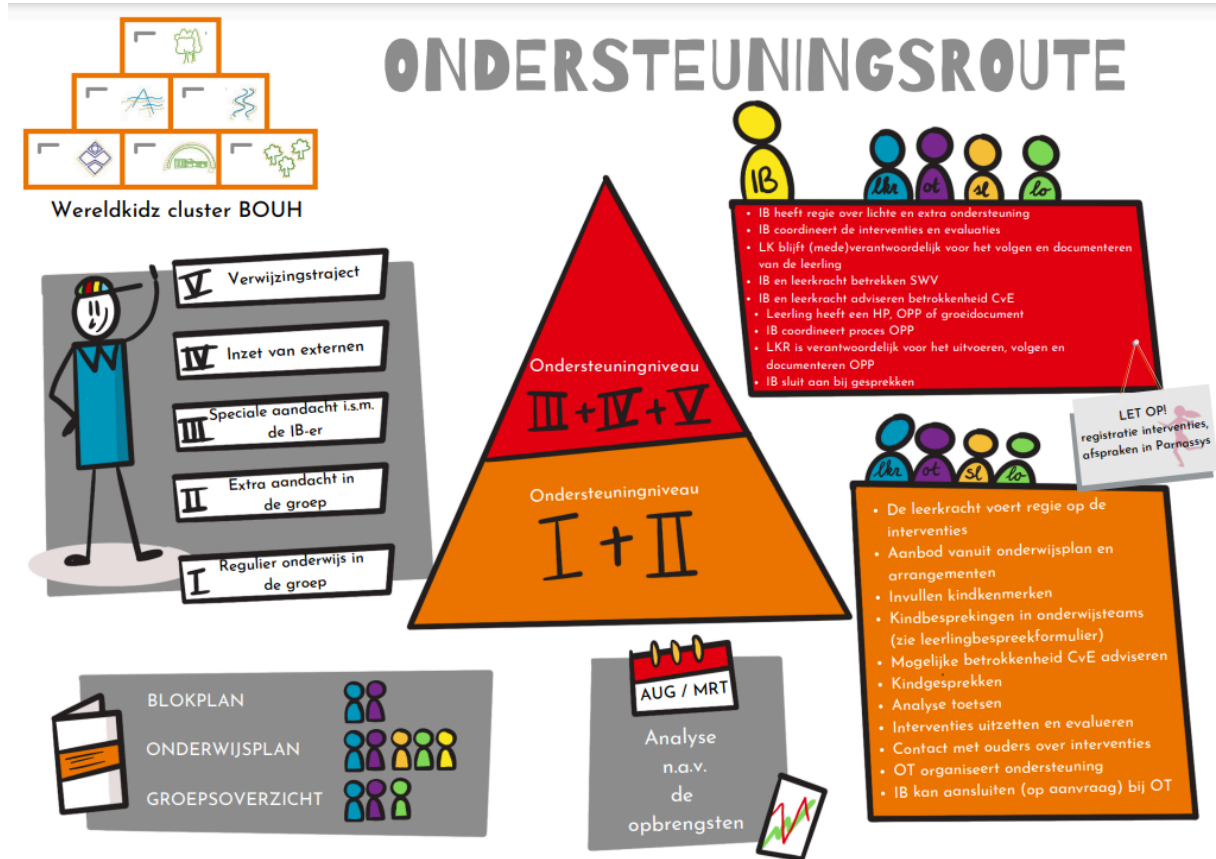 ONDERSTEUNINGSROUTE
Wereldkidz cluster BOUH
V Verwijzingstraject
IV Inzet van externen
III Speciale aandacht i.s.m.
de IB-er
II Extra aandacht in
de groep
I Regulier onderwijs in
de groep
Ondersteuningniveau
III+IV+V
Ondersteuningniveau
I + II
IB
lkr ot sl lo
• IB heeft regie over lichte en extra ondersteuning
• IB coordineert de interventies en evaluaties
• LK blijft (mede)verantwoordelijk voor het volgen en documenteren
van de leerling
• IB en leerkracht betrekken SWV
• IB en leerkracht adviseren betrokkenheid CvE
• Leerling heeft een HP, OPP of groeidocument
• IB coordineert proces OPP
• LKR is verantwoordelijk voor het uitvoeren, volgen en
documenteren OPP
• IB sluit aan bij gesprekken
LET OP!
registratie interventies,
afspraken in Parnassys
lkr ot sl lo
• De leerkracht voert regie op de
interventies
• Aanbod vanuit onderwijsplan en
arrangementen
• Invullen kindkenmerken
• Kindbesprekingen in onderwijsteams
(zie leerlingbespreekformulier)
• Mogelijke betrokkenheid CvE adviseren
• Kindgesprekken
• Analyse toetsen
• Interventies uitzetten en evalueren
• Contact met ouders over interventies
• OT organiseert ondersteuning
• IB kan aansluiten (op aanvraag) bij OT
BLOKPLAN
ONDERWIJSPLAN
GROEPSOVERZICHT
AUG / MRT
Analyse
n.a.v.
de
opbrengsten